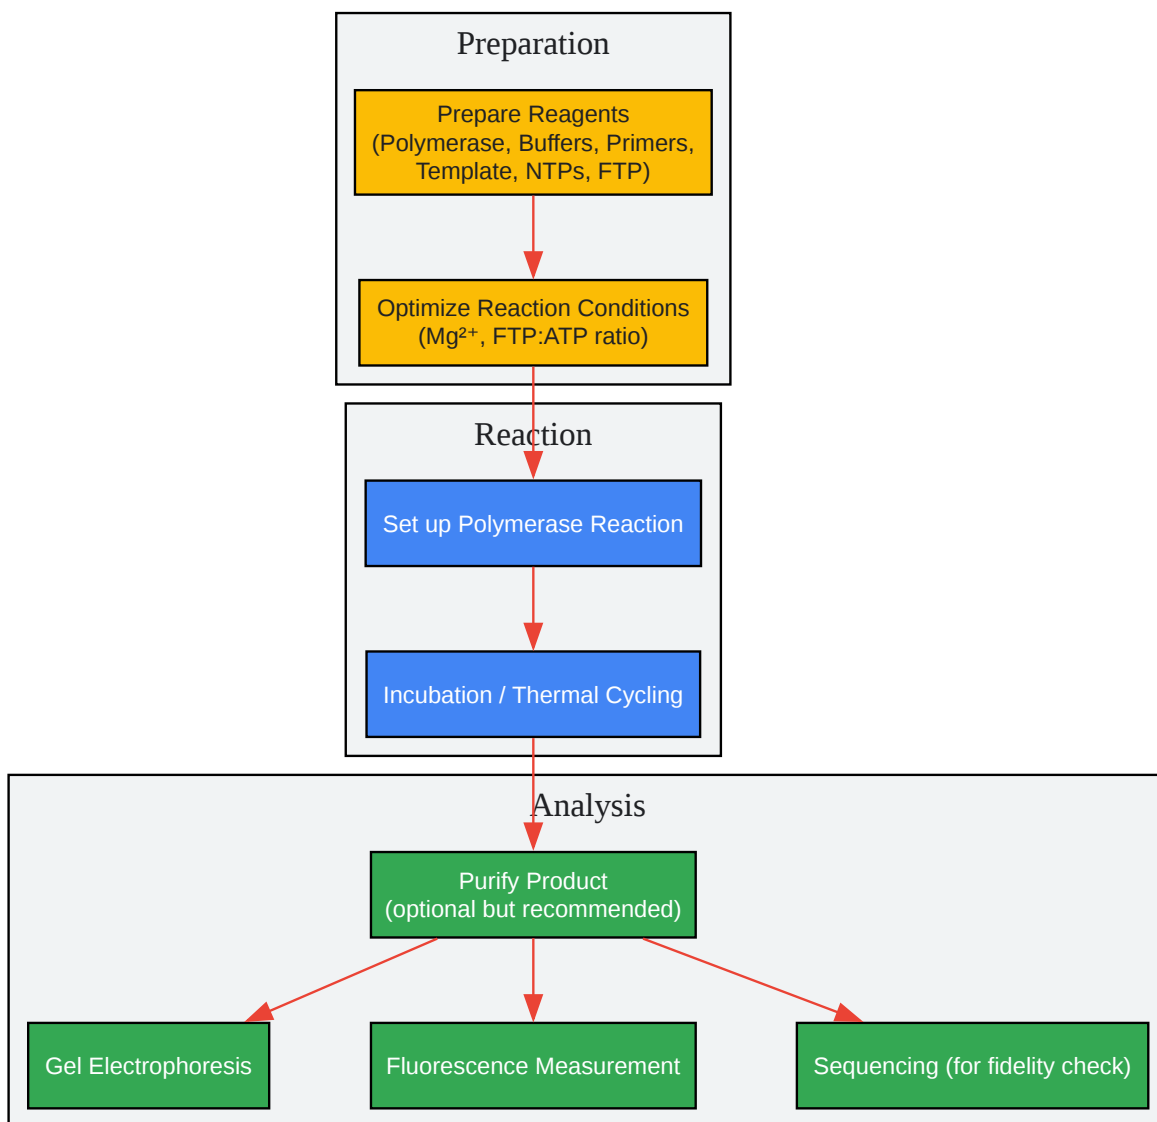 Preparation
Prepare Reagents
(Polymerase, Buffers, Primers,
Template, NTPs, FTP)
Optimize Reaction Conditions
(Mg²⁺, FTP:ATP ratio)
Reaction
Set up Polymerase Reaction
Incubation / Thermal Cycling
Analysis
Purify Product
(optional but recommended)
Gel Electrophoresis
Fluorescence Measurement
Sequencing (for fidelity check)